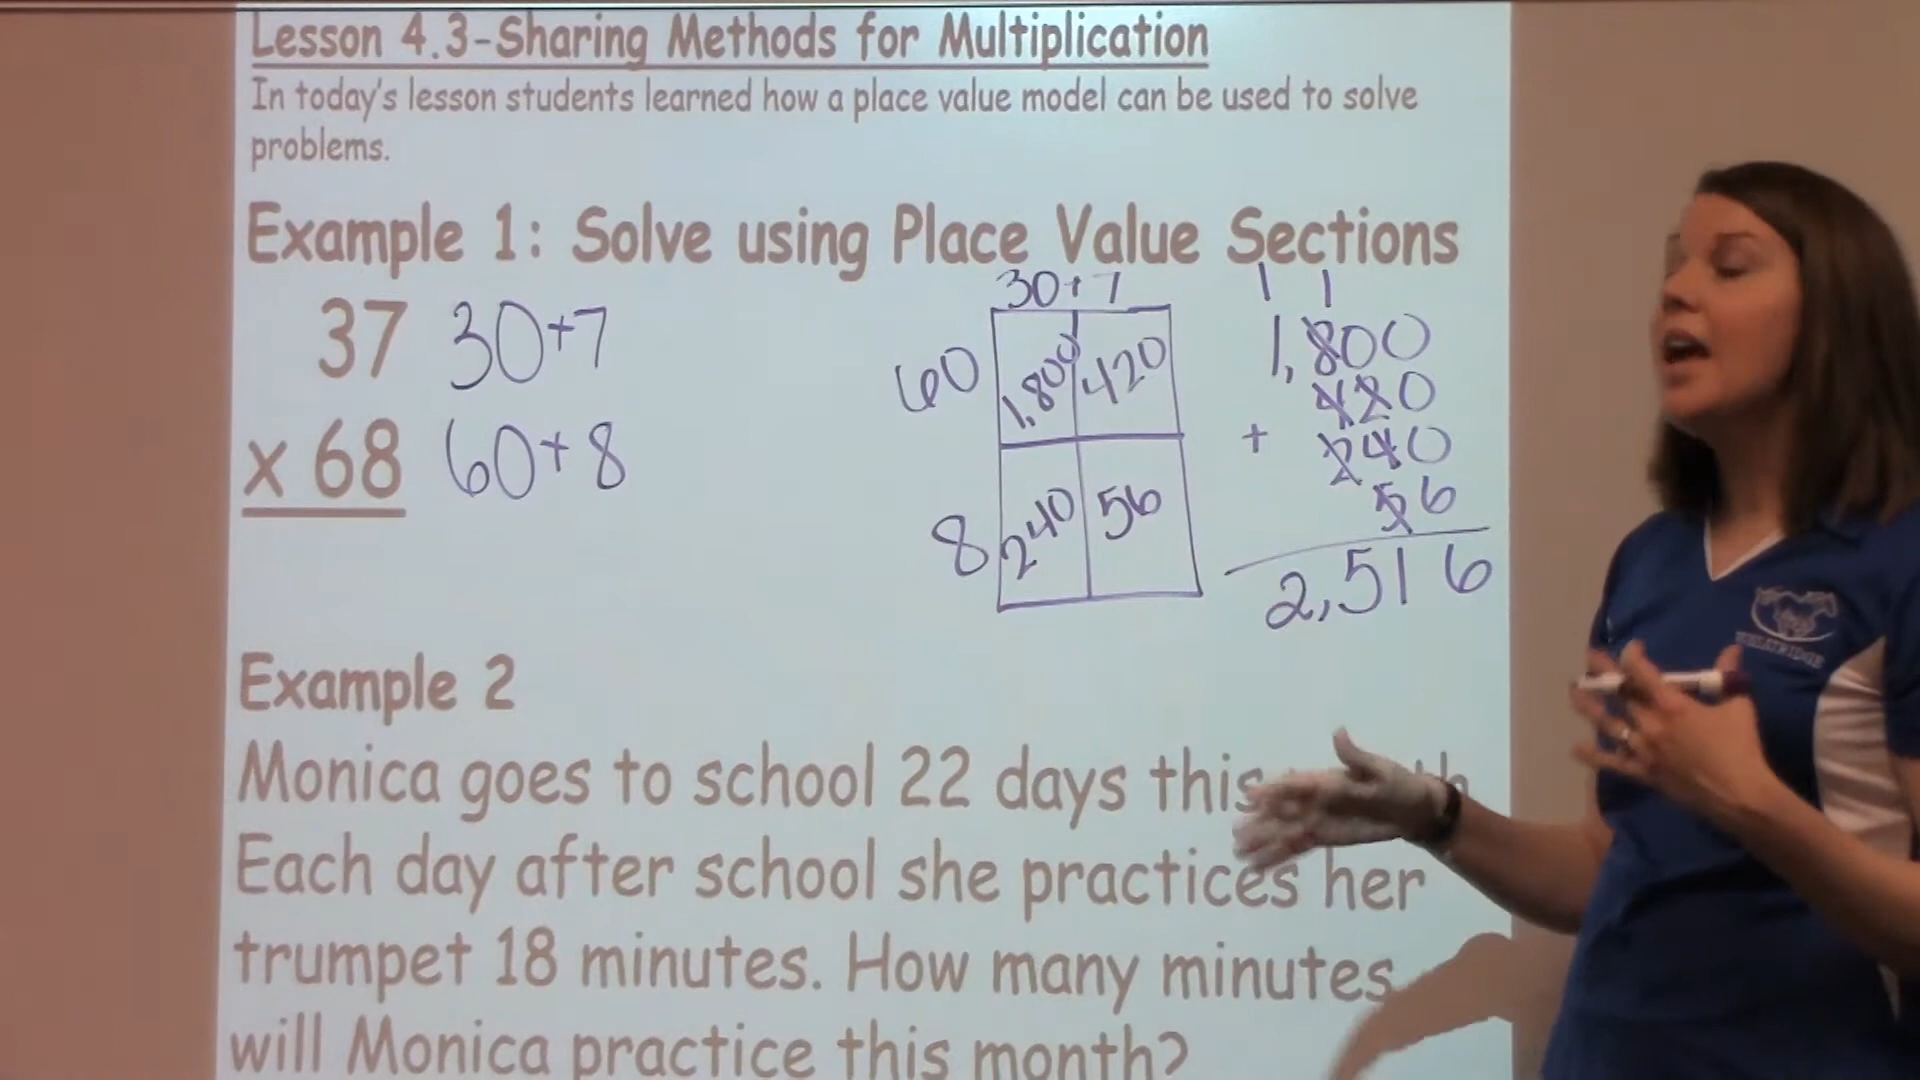 Lesson 4.3-Sharing Methods for Multiplication
In today's lesson students learned how a place value model can be used to solve
problems.
Example 1: Solve using Place Value Sections
37 30+7
x 68 60+8
30+7
60 1,800 420
8 240 56
1 1
1,800
420
+ 240
56
2,516
Example 2
Monica goes to school 22 days this
Each day after school she practices her
trumpet 18 minutes. How many minutes
will Monica practice this month?